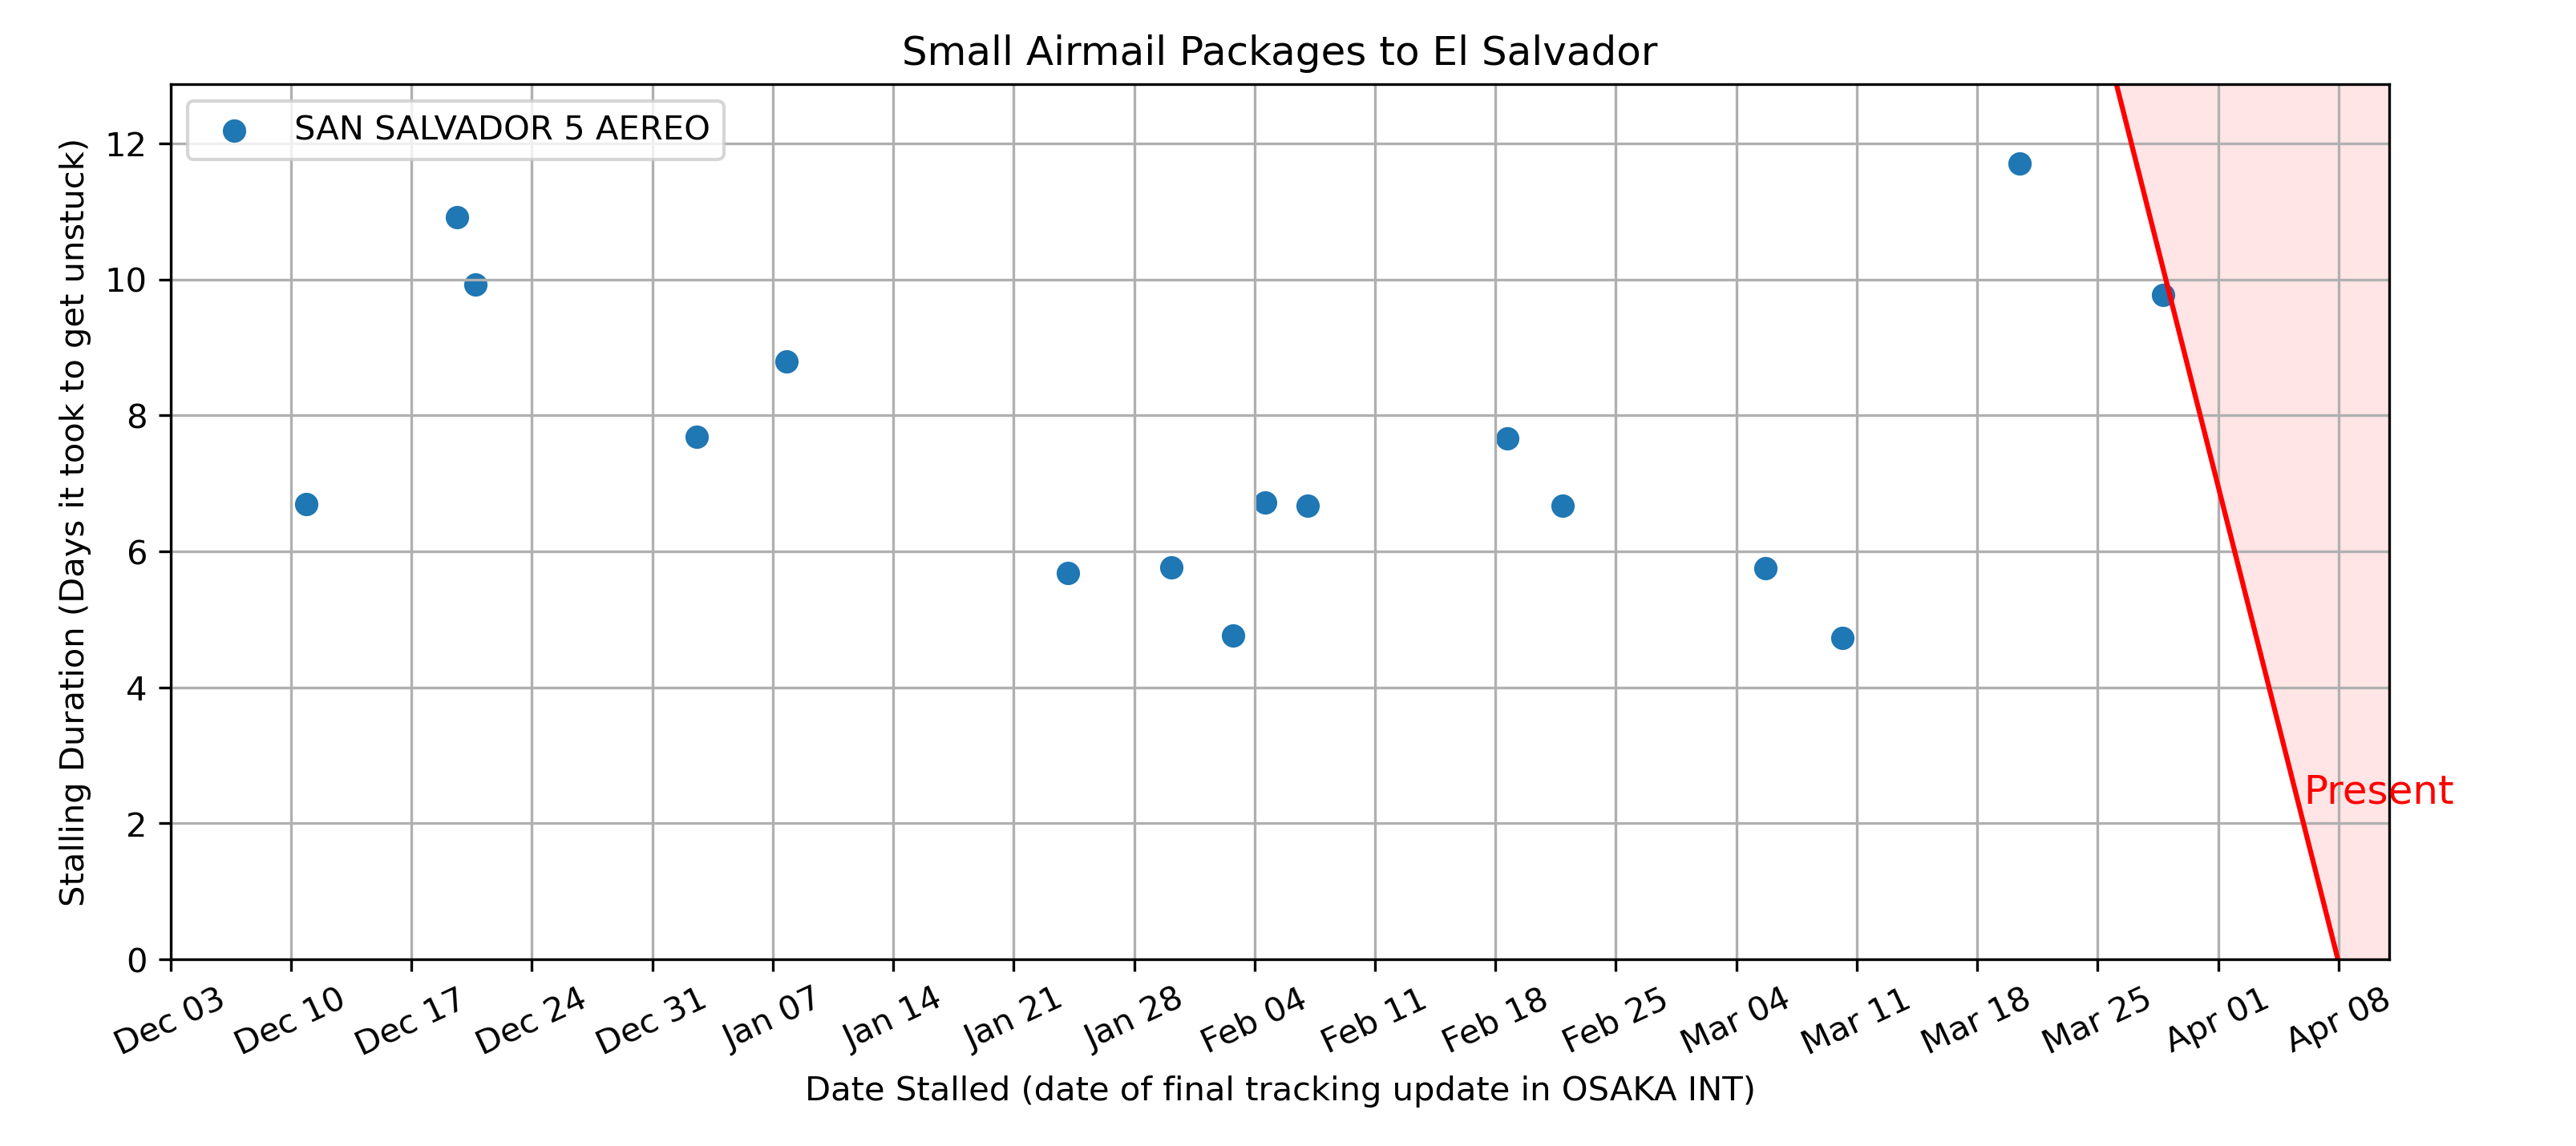 Small Airmail Packages to El Salvador
SAN SALVADOR 5 AEREO
Stalling Duration (Days it took to get unstuck)
12
10
8
6
4
2
0
Present
Dec 03
Dec 10
Dec 17
Dec 24
Dec 31
Jan 07
Jan 14
Jan 21
Jan 28
Feb 04
Feb 11
Feb 18
Feb 25
Mar 04
Mar 11
Mar 18
Mar 25
Apr 01
Apr 08
Date Stalled (date of final tracking update in OSAKA INT)